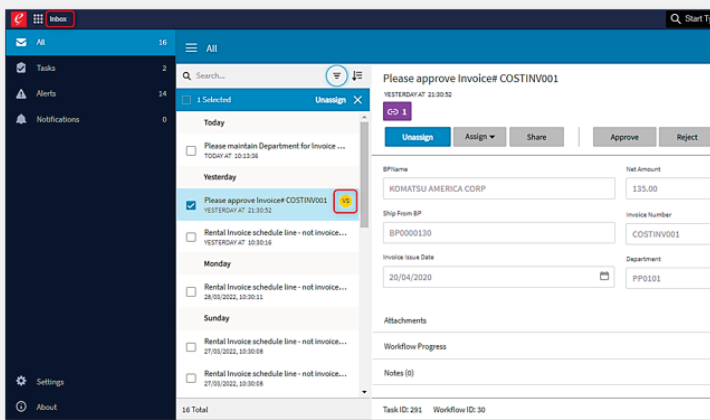 Inbox
Start Ty
All 16
Tasks 2
Alerts 14
Notifications 0
Settings
About
All
Search...
1 Selected Unassign
Today
Please maintain Department for Invoice ...
TODAY AT 10:13:38
Yesterday
Please approve Invoice# COSTINV001 VS
YESTERDAY AT 21:30:52
Rental Invoice schedule line - not invoice...
YESTERDAY AT 10:30:16
Monday
Rental Invoice schedule line - not invoice...
28/03/2022, 10:30:11
Sunday
Rental Invoice schedule line - not invoice...
27/03/2022, 10:30:08
Rental Invoice schedule line - not invoice...
27/03/2022, 10:30:08
16 Total
Please approve Invoice# COSTINV001
YESTERDAY AT 21:30:52
1
Unassign Assign Share Approve Reject
BPName Net Amount
KOMATSU AMERICA CORP 135.00
Ship From BP Invoice Number
BP0000130 COSTINV001
Invoice Issue Date Department
20/04/2020 PP0101
Attachments
Workflow Progress
Notes (0)
Task ID: 291 Workflow ID: 30